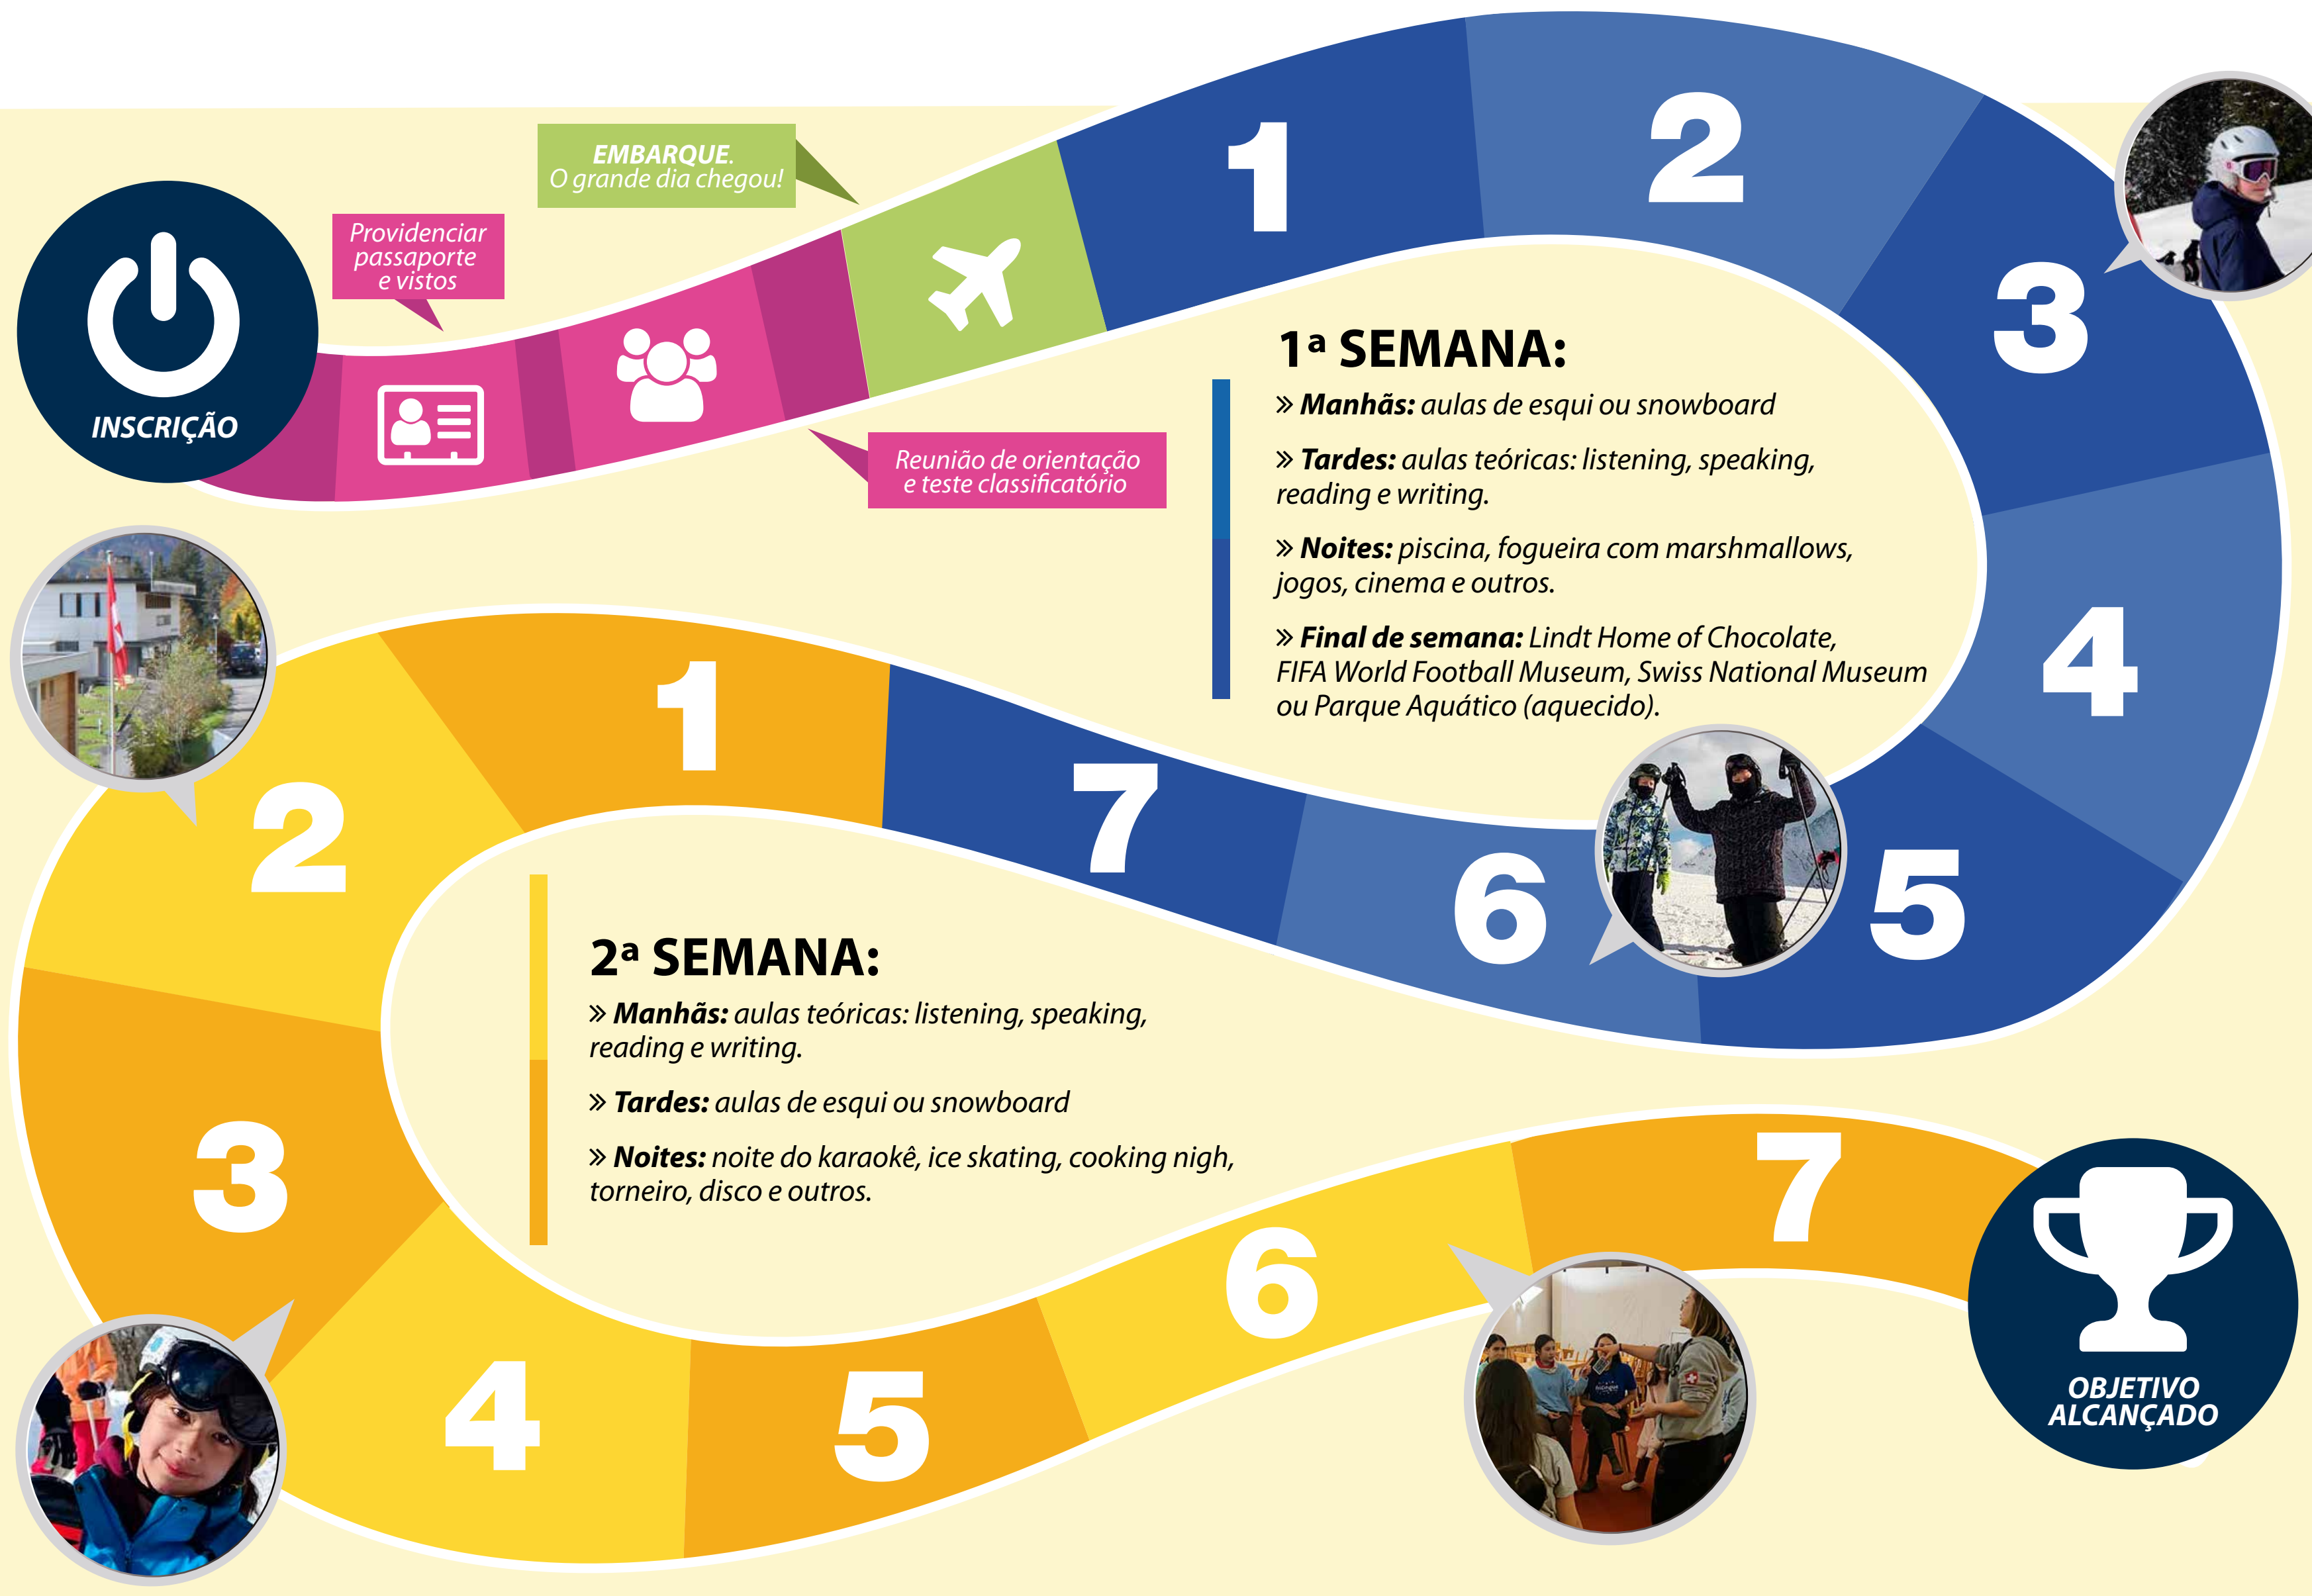 INSCRIÇÃO
Providenciar
passaporte
e vistos
Reunião de orientação
e teste classificatório
EMBARQUE.
O grande dia chegou!
1
2
3
4
5
6
7
1ª SEMANA:
» Manhãs: aulas de esqui ou snowboard
» Tardes: aulas teóricas: listening, speaking,
reading e writing.
» Noites: piscina, fogueira com marshmallows,
jogos, cinema e outros.
» Final de semana: Lindt Home of Chocolate,
FIFA World Football Museum, Swiss National Museum
ou Parque Aquático (aquecido).
1
2
3
4
5
6
7
2ª SEMANA:
» Manhãs: aulas teóricas: listening, speaking,
reading e writing.
» Tardes: aulas de esqui ou snowboard
» Noites: noite do karaokê, ice skating, cooking nigh,
torneiro, disco e outros.
OBJETIVO
ALCANÇADO